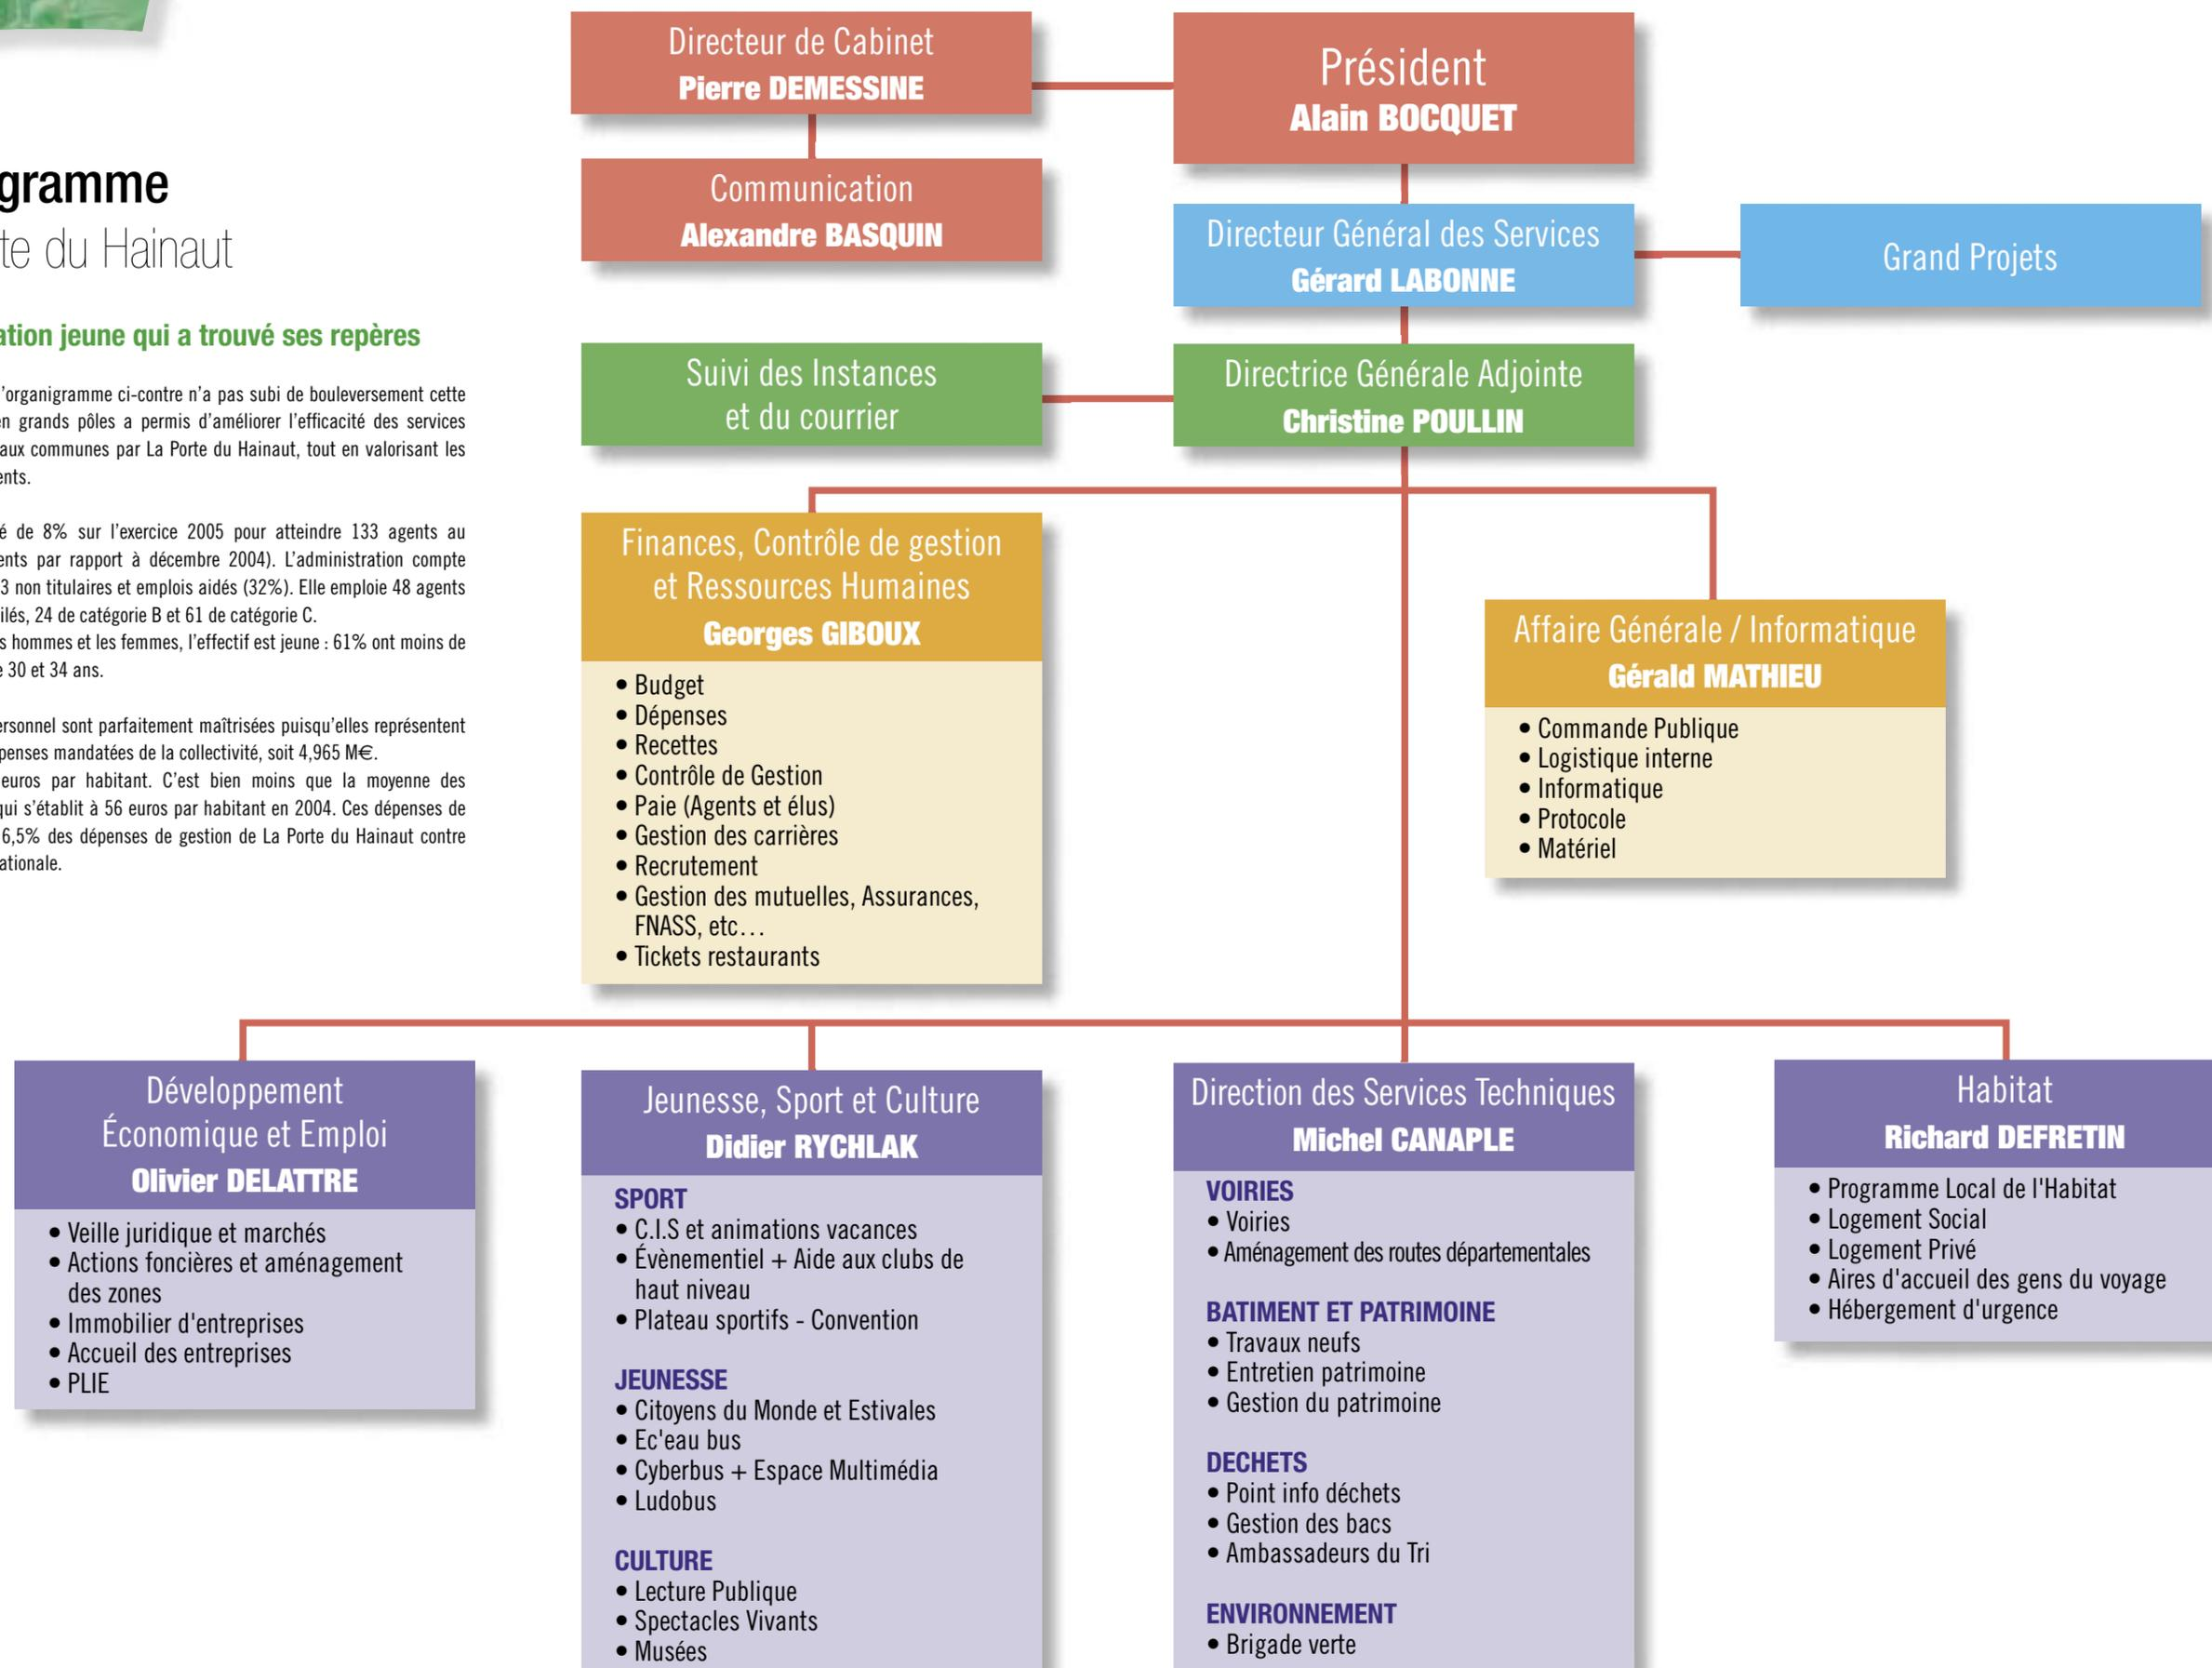 gramme
te du Hainaut
ation jeune qui a trouvé ses repères
'organigramme ci-contre n'a pas subi de bouleversement cette
en grands pôles a permis d'améliorer l'efficacité des services
aux communes par La Porte du Hainaut, tout en valorisant les
ents.
é de 8% sur l'exercice 2005 pour atteindre 133 agents au
ents par rapport à décembre 2004). L'administration compte
3 non titulaires et emplois aidés (32%). Elle emploie 48 agents
ilés, 24 de catégorie B et 61 de catégorie C.
s hommes et les femmes, l'effectif est jeune : 61% ont moins de
e 30 et 34 ans.
ersonnel sont parfaitement maîtrisées puisqu'elles représentent
penses mandatées de la collectivité, soit 4,965 M€.
euros par habitant. C'est bien moins que la moyenne des
qui s'établit à 56 euros par habitant en 2004. Ces dépenses de
6,5% des dépenses de gestion de La Porte du Hainaut contre
ationale.
Directeur de Cabinet
Pierre DEMESSINE
Président
Alain BOCQUET
Communication
Alexandre BASQUIN
Directeur Général des Services
Gérard LABONNE
Grand Projets
Suivi des Instances
et du courrier
Directrice Générale Adjointe
Christine POULLIN
Finances, Contrôle de gestion
et Ressources Humaines
Georges GIBOUX
• Budget
• Dépenses
• Recettes
• Contrôle de Gestion
• Paie (Agents et élus)
• Gestion des carrières
• Recrutement
• Gestion des mutuelles, Assurances,
FNASS, etc…
• Tickets restaurants
Affaire Générale / Informatique
Gérald MATHIEU
• Commande Publique
• Logistique interne
• Informatique
• Protocole
• Matériel
Développement
Économique et Emploi
Olivier DELATTRE
• Veille juridique et marchés
• Actions foncières et aménagement
des zones
• Immobilier d'entreprises
• Accueil des entreprises
• PLIE
Jeunesse, Sport et Culture
Didier RYCHLAK
SPORT
• C.I.S et animations vacances
• Évènementiel + Aide aux clubs de
haut niveau
• Plateau sportifs - Convention
JEUNESSE
• Citoyens du Monde et Estivales
• Ec'eau bus
• Cyberbus + Espace Multimédia
• Ludobus
CULTURE
• Lecture Publique
• Spectacles Vivants
• Musées
Direction des Services Techniques
Michel CANAPLE
VOIRIES
• Voiries
• Aménagement des routes départementales
BATIMENT ET PATRIMOINE
• Travaux neufs
• Entretien patrimoine
• Gestion du patrimoine
DECHETS
• Point info déchets
• Gestion des bacs
• Ambassadeurs du Tri
ENVIRONNEMENT
• Brigade verte
Habitat
Richard DEFRETIN
• Programme Local de l'Habitat
• Logement Social
• Logement Privé
• Aires d'accueil des gens du voyage
• Hébergement d'urgence